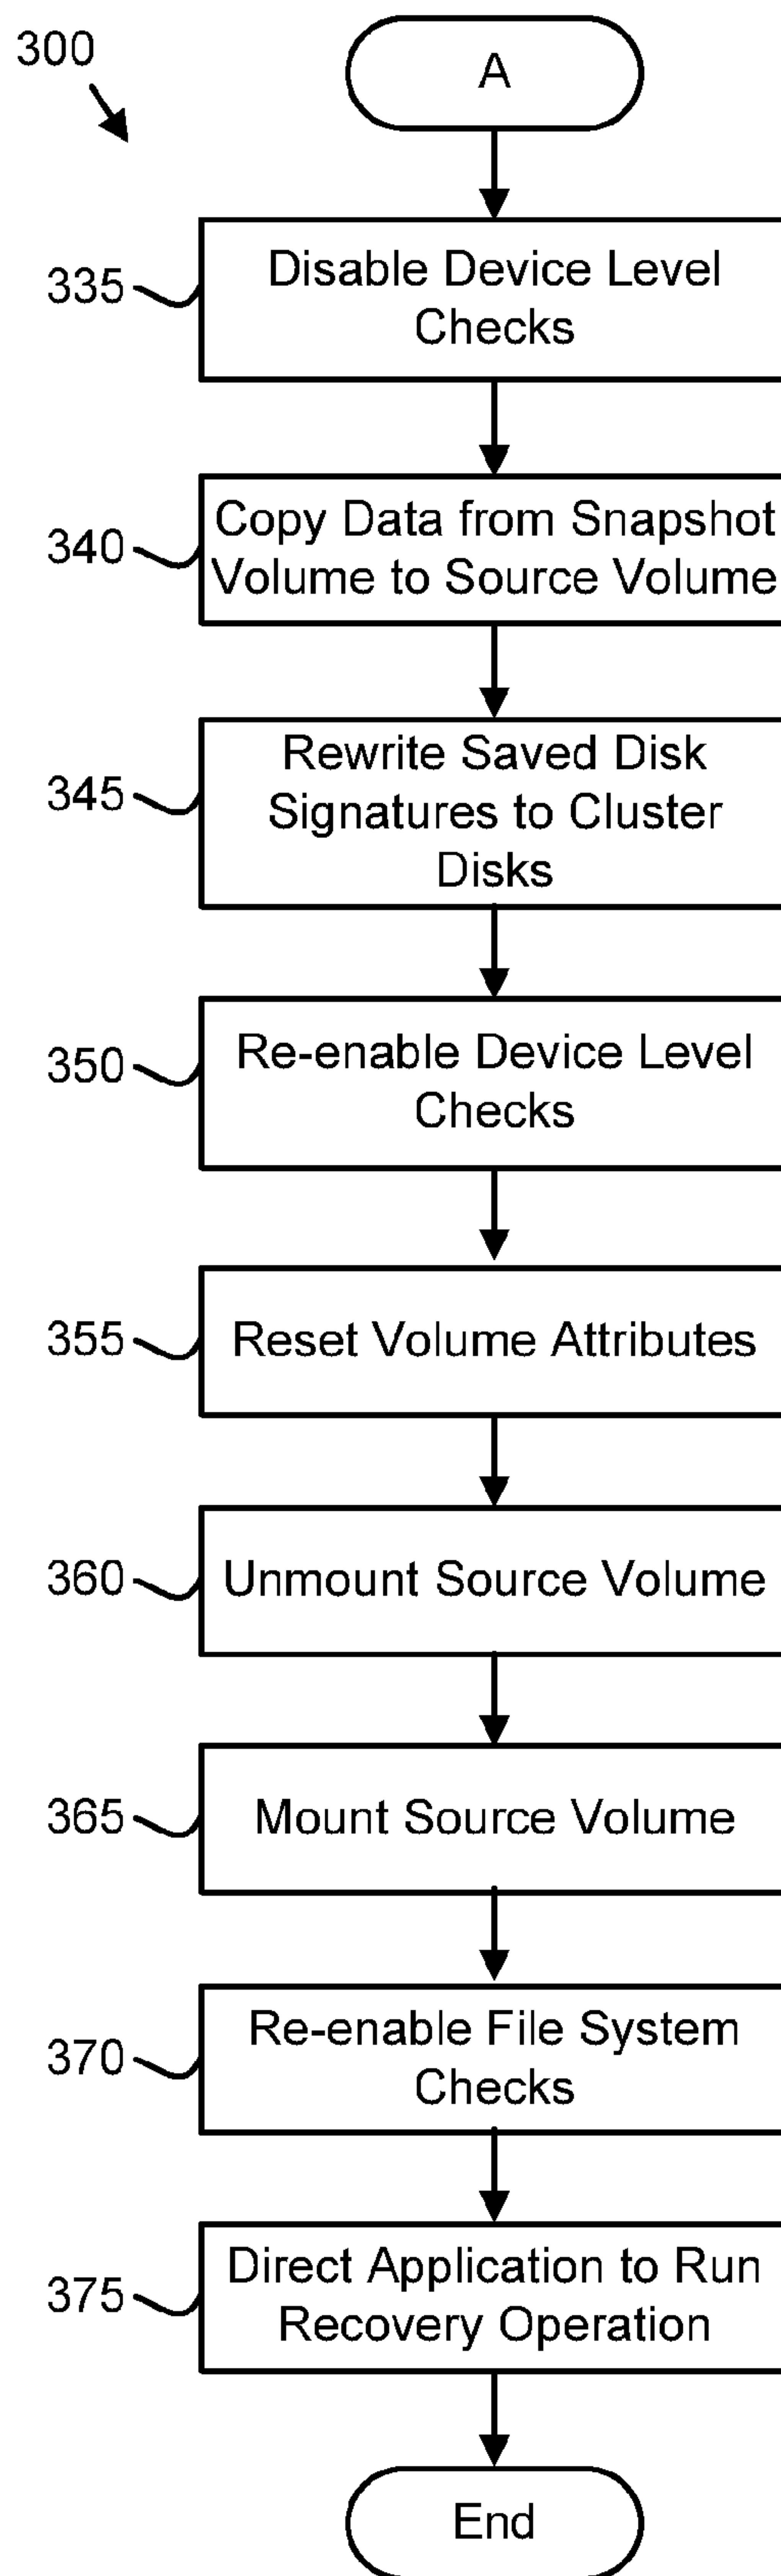 300
A
335
Disable Device Level
Checks
340
Copy Data from Snapshot
Volume to Source Volume
345
Rewrite Saved Disk
Signatures to Cluster
Disks
350
Re-enable Device Level
Checks
355
Reset Volume Attributes
360
Unmount Source Volume
365
Mount Source Volume
370
Re-enable File System
Checks
375
Direct Application to Run
Recovery Operation
End